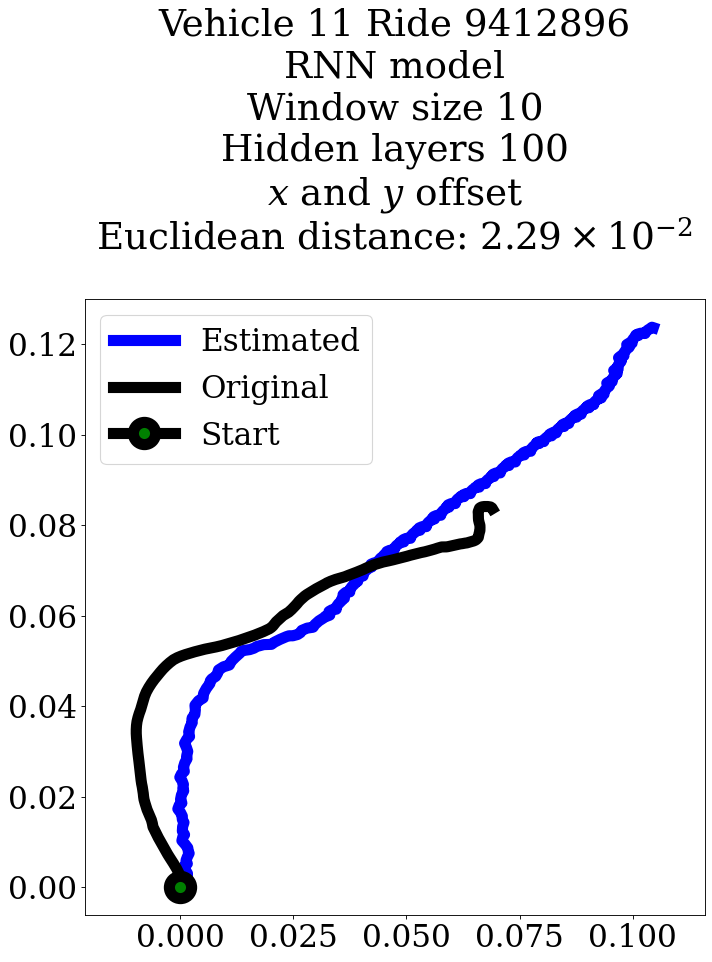 Vehicle 11 Ride 9412896
RNN model
Window size 10
Hidden layers 100
x and y offset
Euclidean distance: 2.29 × 10⁻²
Estimated
Original
Start
0.12
0.10
0.08
0.06
0.04
0.02
0.00
0.000 0.025 0.050 0.075 0.100